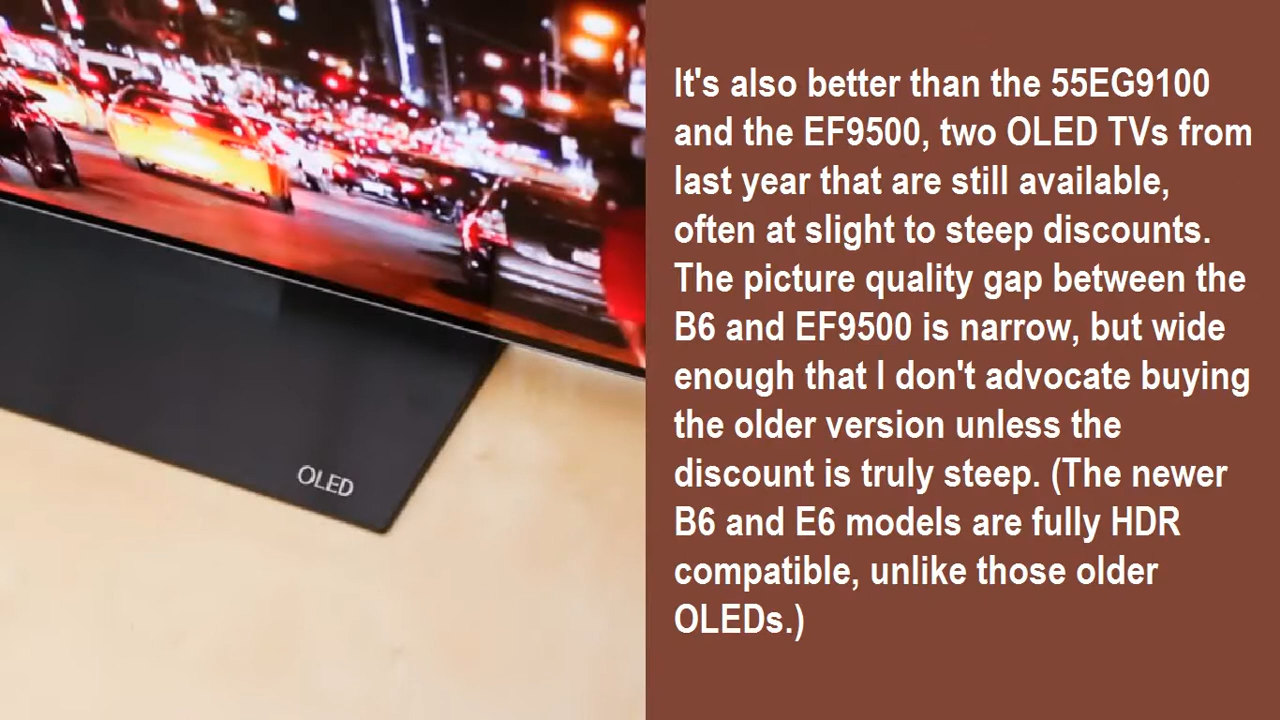 It's also better than the 55EG9100
and the EF9500, two OLED TVs from
last year that are still available,
often at slight to steep discounts.
The picture quality gap between the
B6 and EF9500 is narrow, but wide
enough that I don't advocate buying
the older version unless the
discount is truly steep. (The newer
B6 and E6 models are fully HDR
compatible, unlike those older
OLEDs.)
OLED